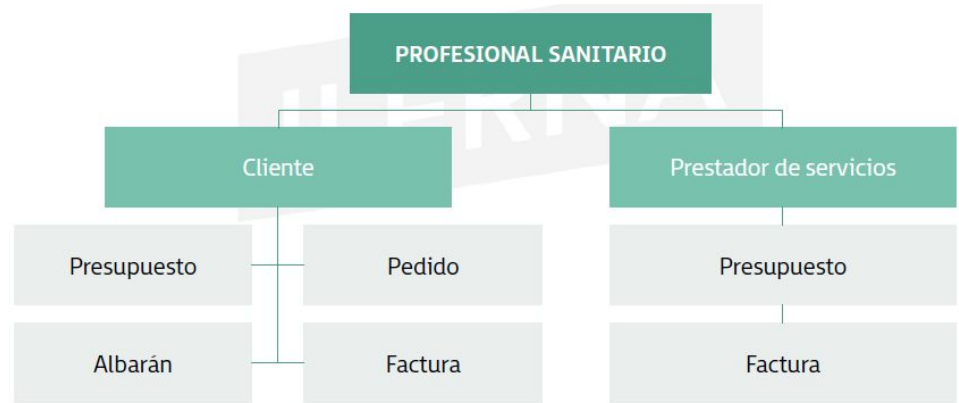 PROFESIONAL SANITARIO
Cliente
Prestador de servicios
Presupuesto
Pedido
Presupuesto
Albarán
Factura
Factura